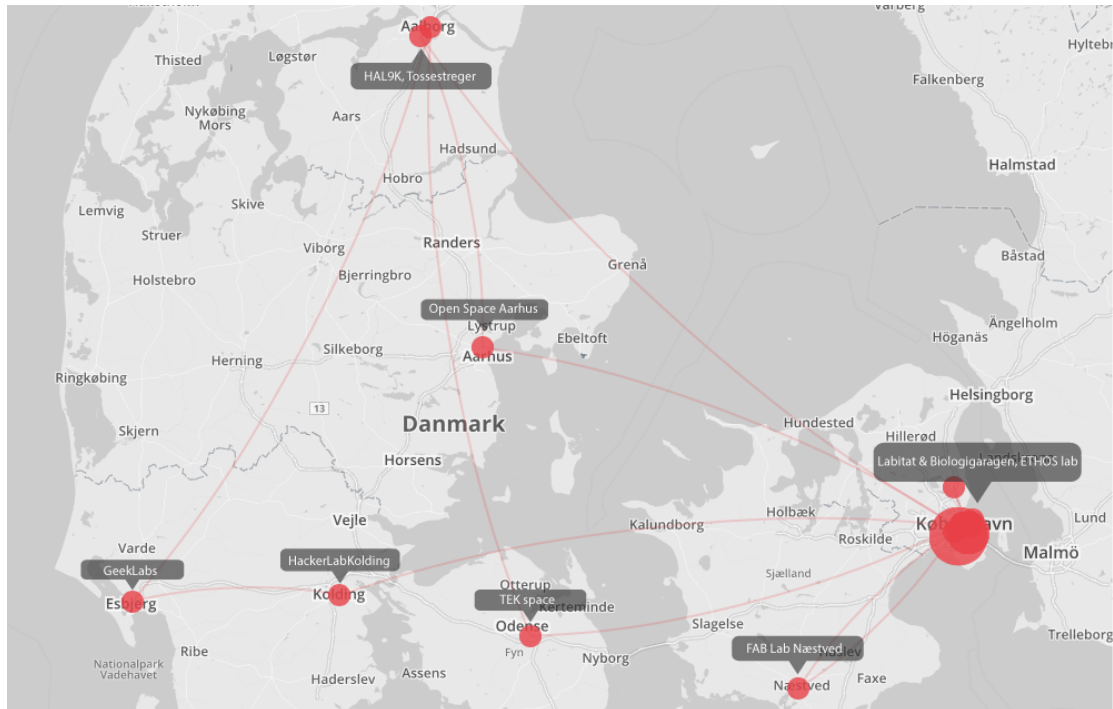 Varberg
Aalborg
Hyltebr
Thisted
Løgstør
HAL9K, Tossestreger
Falkenberg
Nykøbing
Mors
Aars
Hadsund
Halmstad
Hobro
Lemvig
Skive
Struer
Viborg
Randers
Grenå
Båstad
Holstebro
Bjerringbro
Open Space Aarhus
Lystrup
Ebeltoft
Ängelholm
Höganäs
Silkeborg
Aarhus
Herning
Ringkøbing
Helsingborg
13
Danmark
Hundested
Skjern
Hillerød
Horsens
Labitat & Biologigaragen, ETHOS lab
Holbæk
Vejle
Kalundborg
København
Lund
Roskilde
Malmö
Varde
HackerLabKolding
GeekLabs
Sjælland
Kolding
Otterup
TEK space
Esbjerg
Kerteminde
Odense
Slagelse
Trelleborg
FAB Lab Næstved
Haslev
Ribe
Fyn
Nyborg
Nationalpark
Vadehavet
Haderslev
Assens
Næstved
Faxe